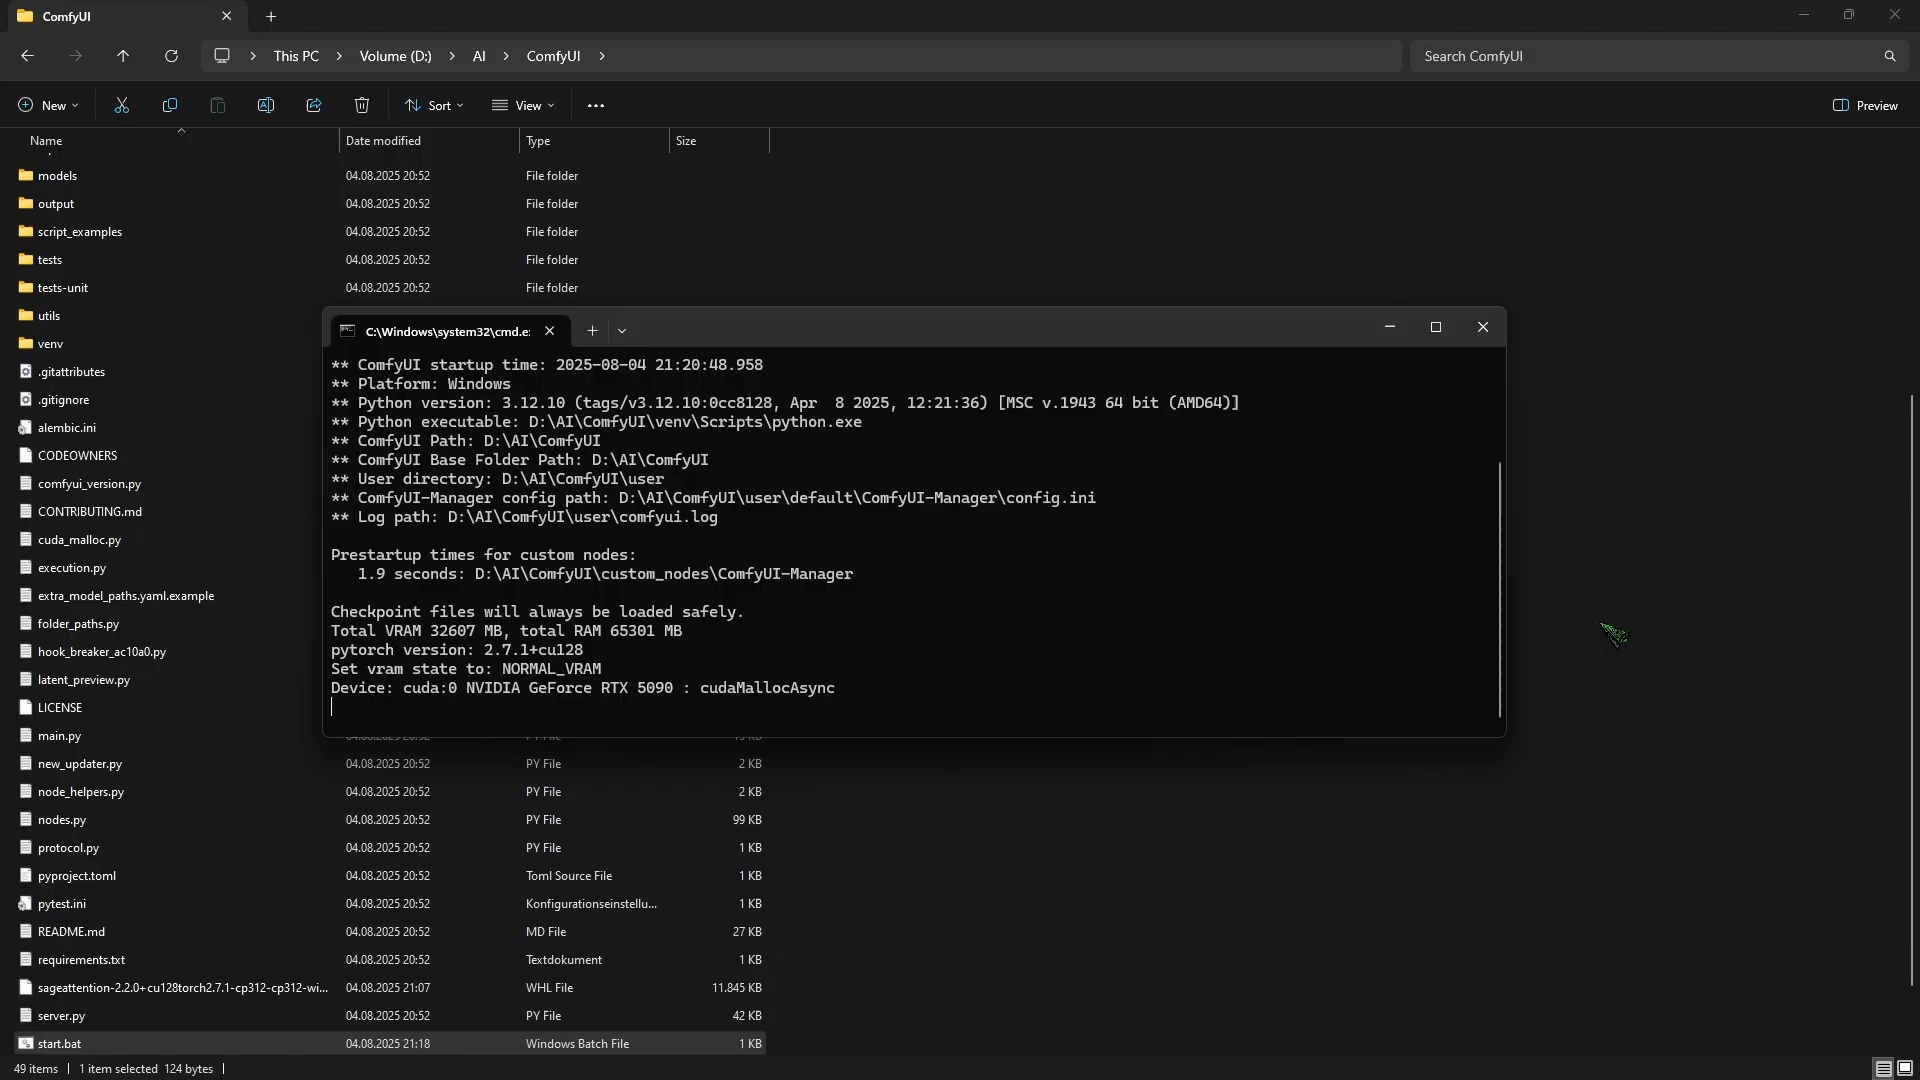 ComfyUI
This PC > Volume (D:) > AI > ComfyUI >
Search ComfyUI
New
Sort
View
Preview
Name Date modified Type Size
models 04.08.2025 20:52 File folder
output 04.08.2025 20:52 File folder
script_examples 04.08.2025 20:52 File folder
tests 04.08.2025 20:52 File folder
tests-unit 04.08.2025 20:52 File folder
utils
venv
.gitattributes
.gitignore
alembic.ini
CODEOWNERS
comfyui_version.py
CONTRIBUTING.md
cuda_malloc.py
execution.py
extra_model_paths.yaml.example
folder_paths.py
hook_breaker_ac10a0.py
latent_preview.py
LICENSE
main.py
new_updater.py 04.08.2025 20:52 PY File 2 KB
node_helpers.py 04.08.2025 20:52 PY File 2 KB
nodes.py 04.08.2025 20:52 PY File 99 KB
protocol.py 04.08.2025 20:52 PY File 1 KB
pyproject.toml 04.08.2025 20:52 Toml Source File 1 KB
pytest.ini 04.08.2025 20:52 Konfigurationseinstellu... 1 KB
README.md 04.08.2025 20:52 MD File 27 KB
requirements.txt 04.08.2025 20:52 Textdokument 1 KB
sageattention-2.2.0+cu128torch2.7.1-cp312-cp312-wi... 04.08.2025 21:07 WHL File 11.845 KB
server.py 04.08.2025 20:52 PY File 42 KB
start.bat 04.08.2025 21:18 Windows Batch File 1 KB
49 items 1 item selected 124 bytes
C:\Windows\system32\cmd.e:
** ComfyUI startup time: 2025-08-04 21:20:48.958
** Platform: Windows
** Python version: 3.12.10 (tags/v3.12.10:0cc8128, Apr  8 2025, 12:21:36) [MSC v.1943 64 bit (AMD64)]
** Python executable: D:\AI\ComfyUI\venv\Scripts\python.exe
** ComfyUI Path: D:\AI\ComfyUI
** ComfyUI Base Folder Path: D:\AI\ComfyUI
** User directory: D:\AI\ComfyUI\user
** ComfyUI-Manager config path: D:\AI\ComfyUI\user\default\ComfyUI-Manager\config.ini
** Log path: D:\AI\ComfyUI\user\comfyui.log
Prestartup times for custom nodes:
1.9 seconds: D:\AI\ComfyUI\custom_nodes\ComfyUI-Manager
Checkpoint files will always be loaded safely.
Total VRAM 32607 MB, total RAM 65301 MB
pytorch version: 2.7.1+cu128
Set vram state to: NORMAL_VRAM
Device: cuda:0 NVIDIA GeForce RTX 5090 : cudaMallocAsync